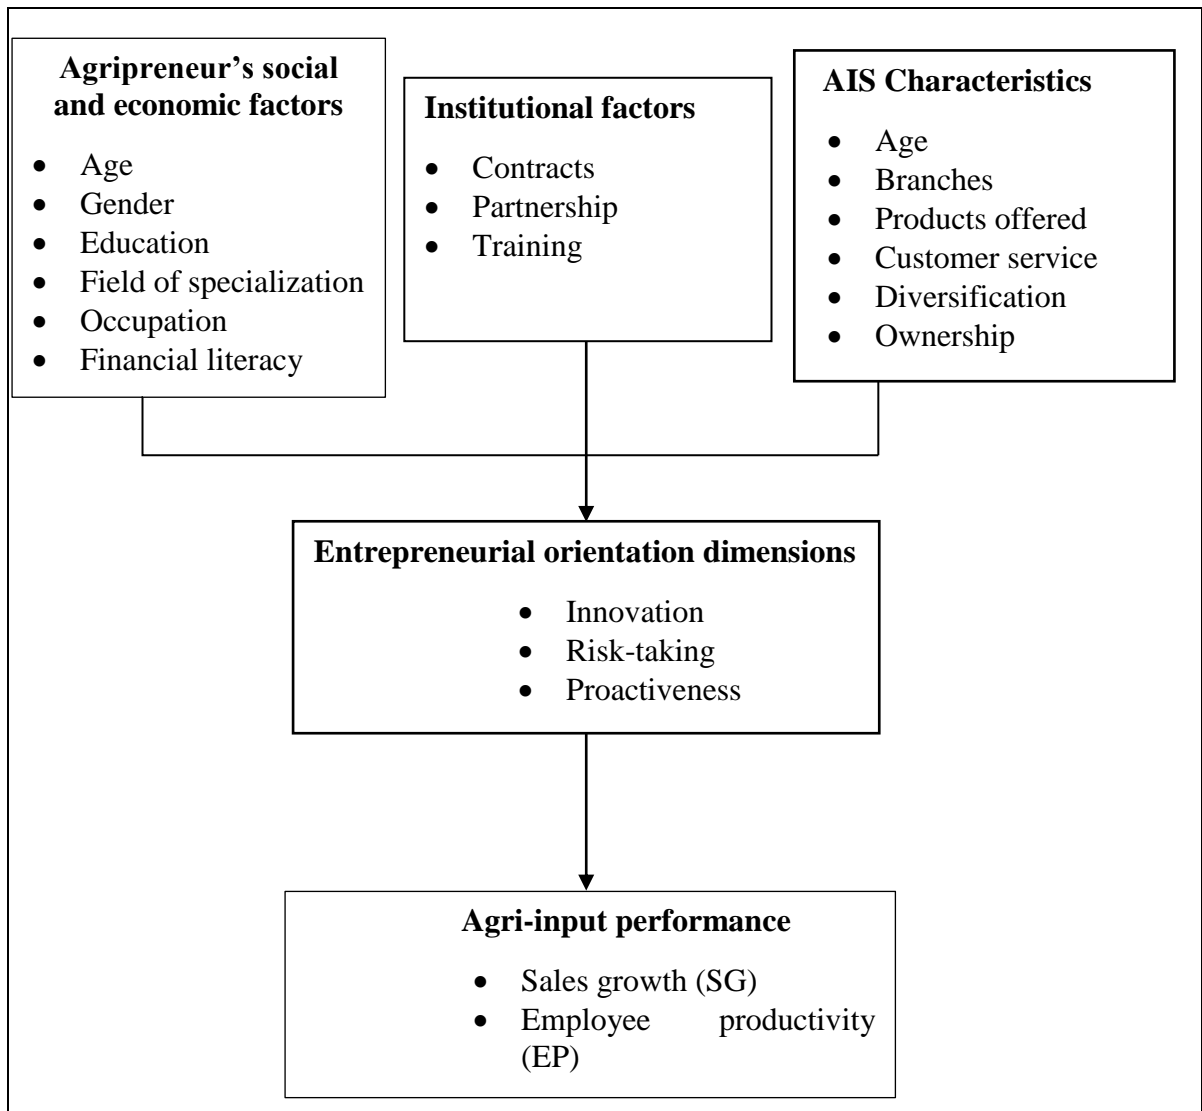 Agripreneur’s social
and economic factors
• Age
• Gender
• Education
• Field of specialization
• Occupation
• Financial literacy
Institutional factors
• Contracts
• Partnership
• Training
AIS Characteristics
• Age
• Branches
• Products offered
• Customer service
• Diversification
• Ownership
Entrepreneurial orientation dimensions
• Innovation
• Risk-taking
• Proactiveness
Agri-input performance
• Sales growth (SG)
• Employee productivity
(EP)